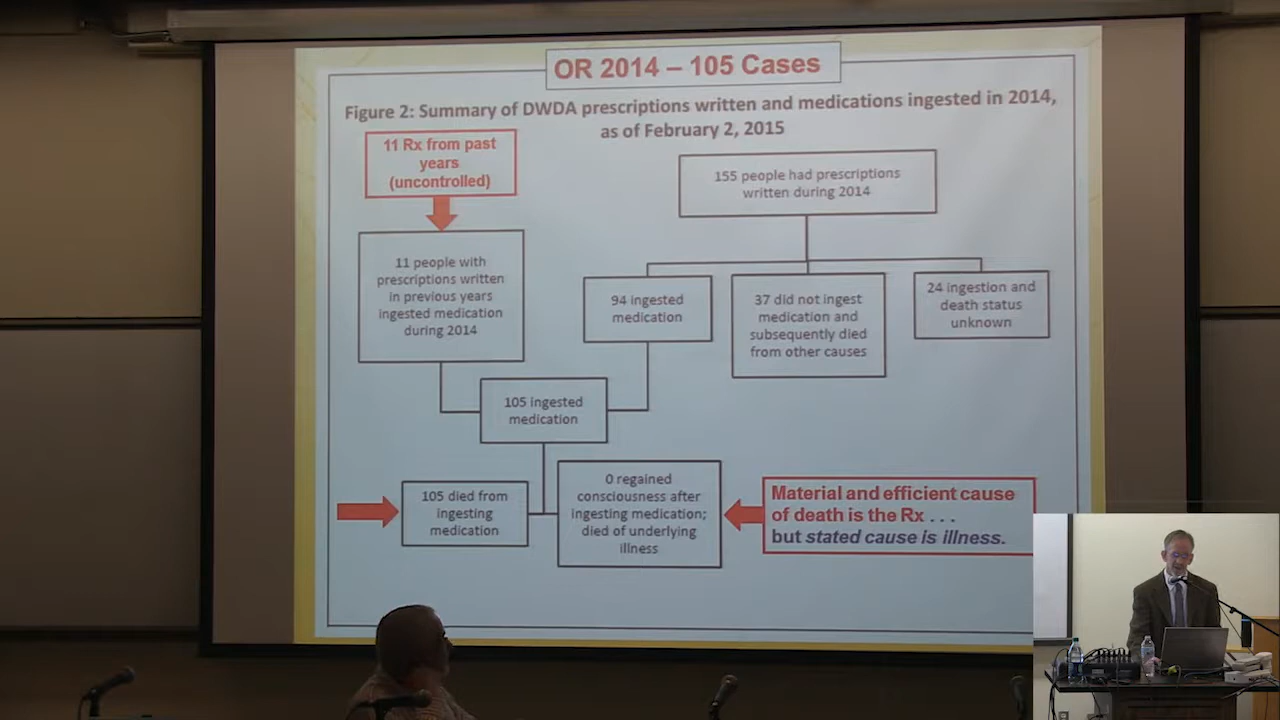 OR 2014 – 105 Cases
Figure 2: Summary of DWDA prescriptions written and medications ingested in 2014,
as of February 2, 2015
11 Rx from past
years
(uncontrolled)
155 people had prescriptions
written during 2014
11 people with
prescriptions written
in previous years
ingested medication
during 2014
94 ingested
medication
37 did not ingest
medication and
subsequently died
from other causes
24 ingestion and
death status
unknown
105 ingested
medication
105 died from
ingesting
medication
0 regained
consciousness after
ingesting medication;
died of underlying
illness
Material and efficient cause
of death is the Rx . . .
but stated cause is illness.